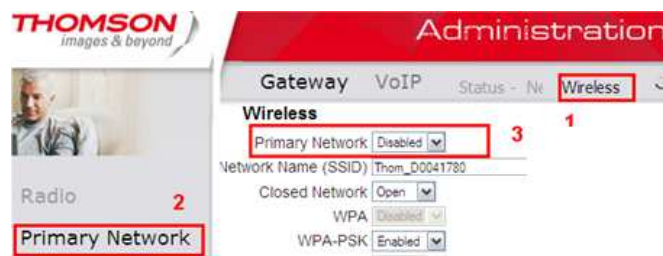 THOMSON
images & beyond
Administration
Gateway VoIP Status - Ne Wireless
1
Wireless
Primary Network Disabled
3
Network Name (SSID) Thom_D0041780
Closed Network Open
WPA Disabled
WPA-PSK Enabled
Radio
2
Primary Network